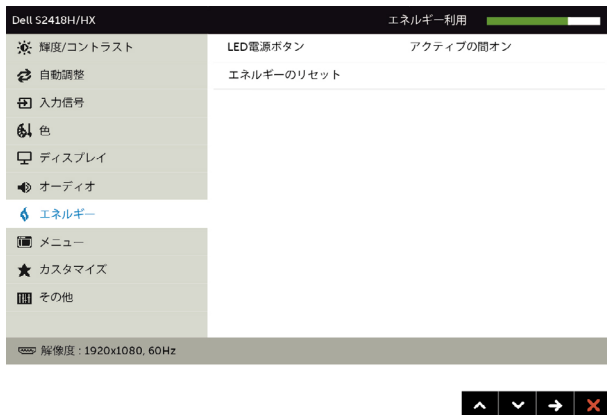 Dell S2418H/HX
エネルギー利用
輝度/コントラスト
LED電源ボタン
アクティブの間オン
自動調整
エネルギーのリセット
入力信号
色
ディスプレイ
オーディオ
エネルギー
メニュー
カスタマイズ
その他
解像度 : 1920x1080, 60Hz